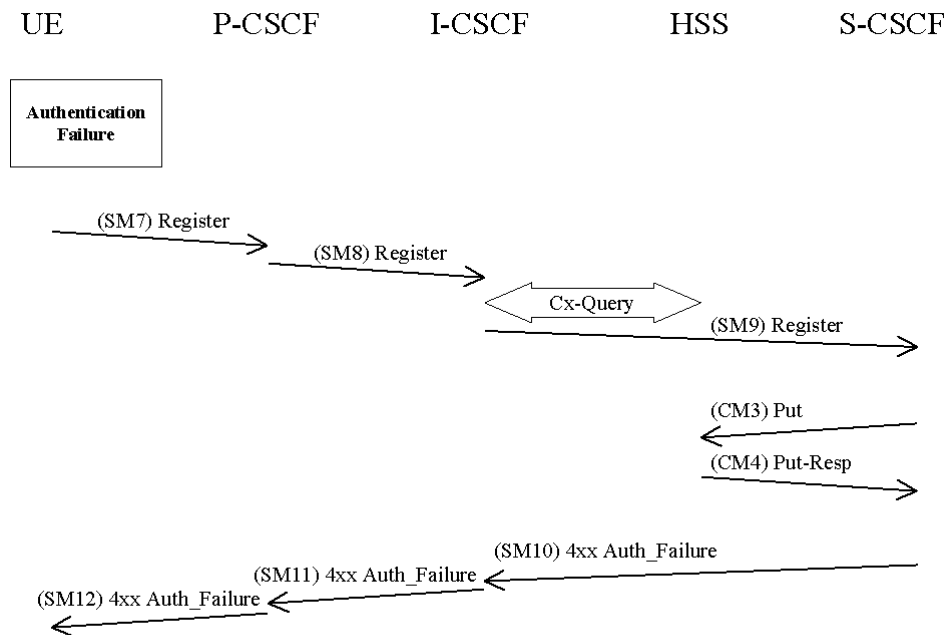 UE P-CSCF I-CSCF HSS S-CSCF
Authentication
Failure
(SM7) Register
(SM8) Register
Cx-Query
(SM9) Register
(CM3) Put
(CM4) Put-Resp
(SM10) 4xx Auth_Failure
(SM11) 4xx Auth_Failure
(SM12) 4xx Auth_Failure